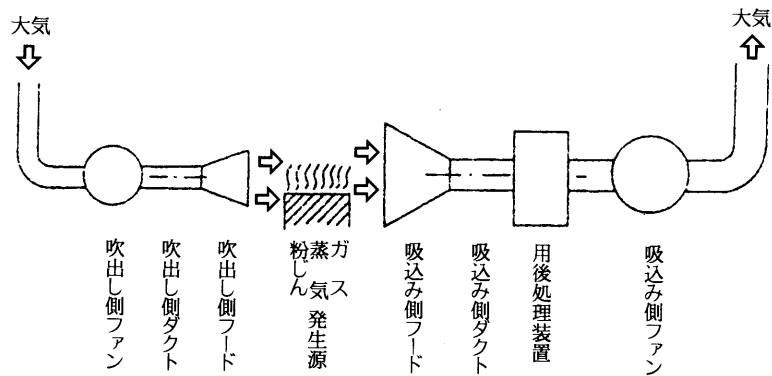 大気
大気
吹出し側ファン
吹出し側ダクト
吹出し側フード
ガス
蒸気
粉じん
発生源
吸込み側フード
吸込み側ダクト
用後処理装置
吸込み側ファン